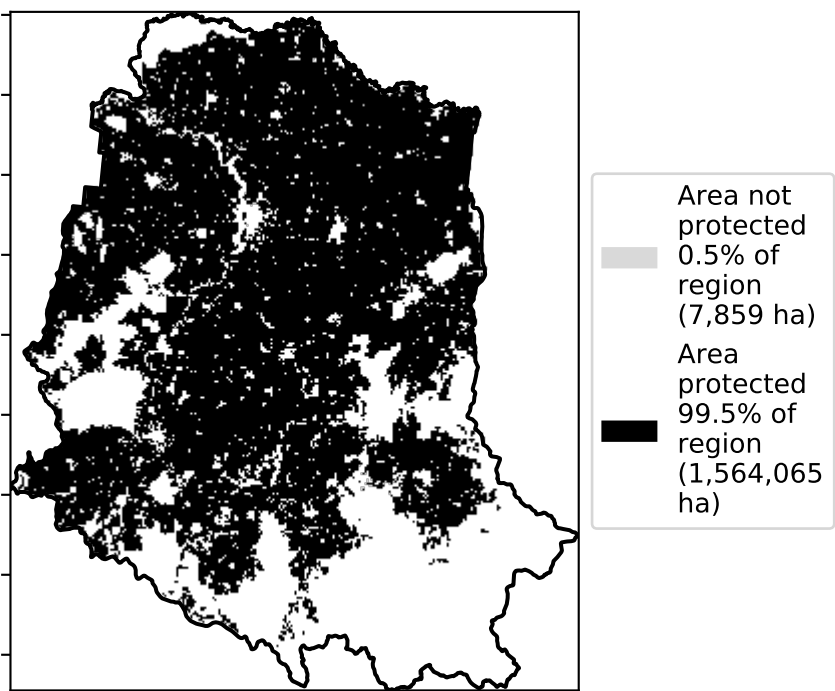 Area not
protected
0.5% of
region
(7,859 ha)
Area
protected
99.5% of
region
(1,564,065
ha)